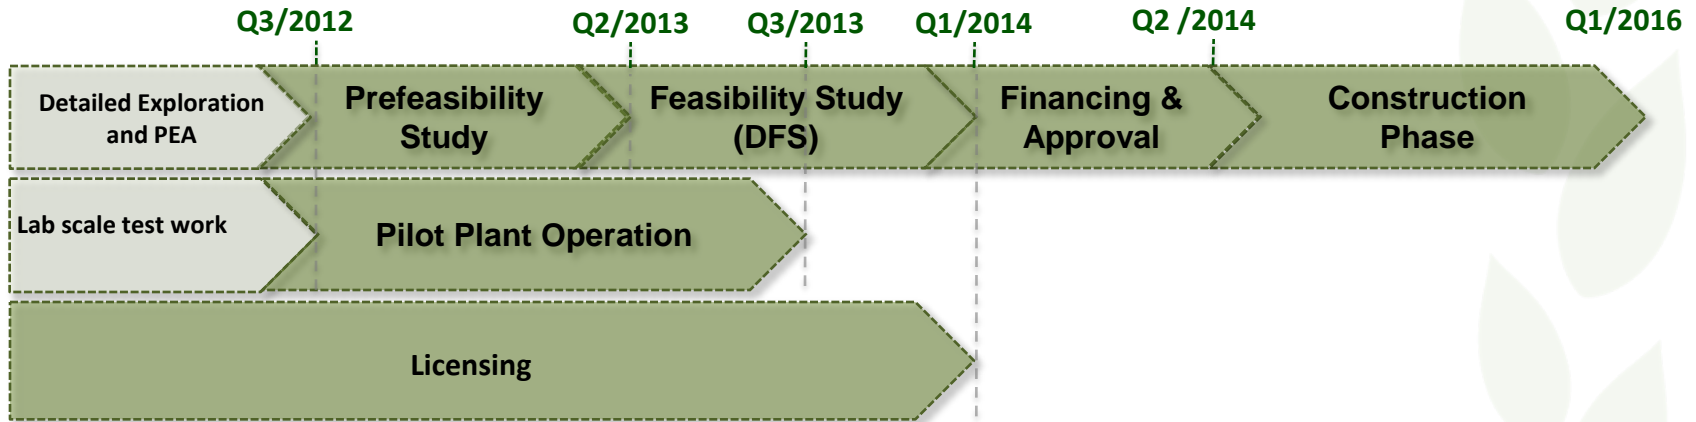 Q3/2012 Q2/2013 Q3/2013 Q1/2014 Q2 /2014 Q1/2016
Detailed Exploration
and PEA
Prefeasibility
Study
Feasibility Study
(DFS)
Financing &
Approval
Construction
Phase
Lab scale test work
Pilot Plant Operation
Licensing